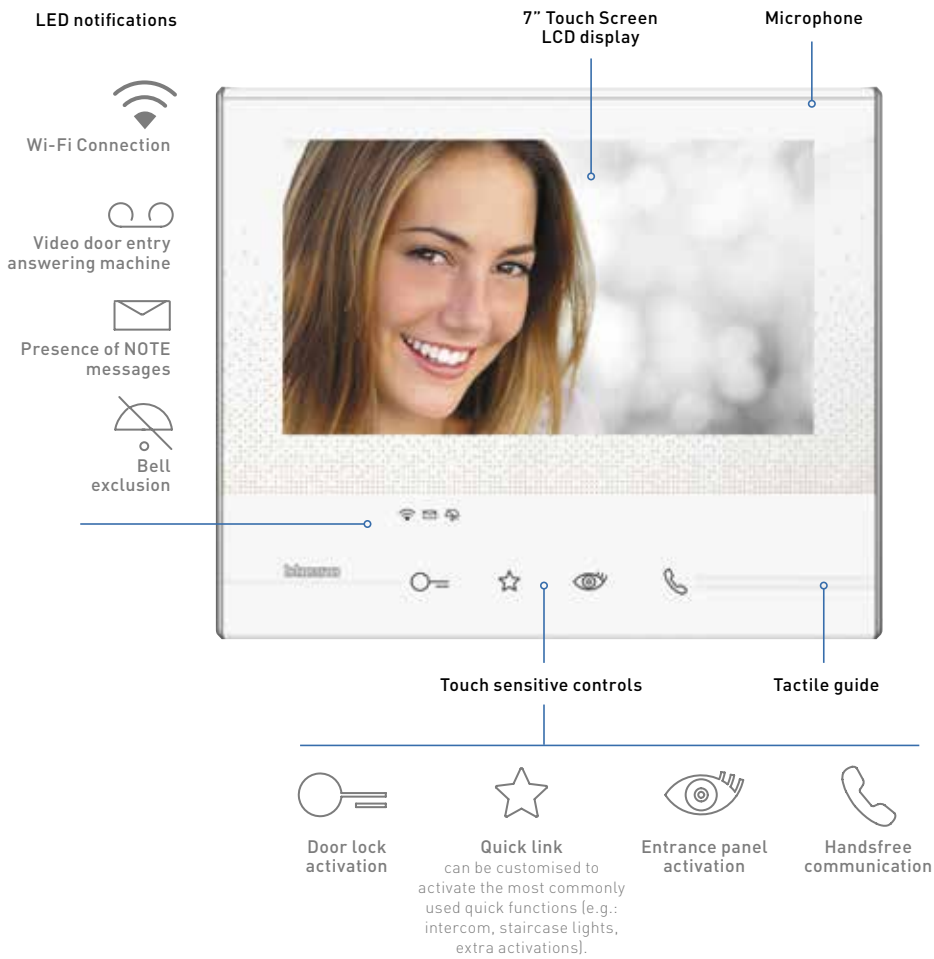 LED notifications
7” Touch Screen
LCD display
Microphone
Wi-Fi Connection
Video door entry
answering machine
Presence of NOTE
messages
Bell
exclusion
bticino
Touch sensitive controls
Tactile guide
Door lock
activation
Quick link
can be customised to
activate the most commonly
used quick functions (e.g.:
intercom, staircase lights,
extra activations).
Entrance panel
activation
Handsfree
communication